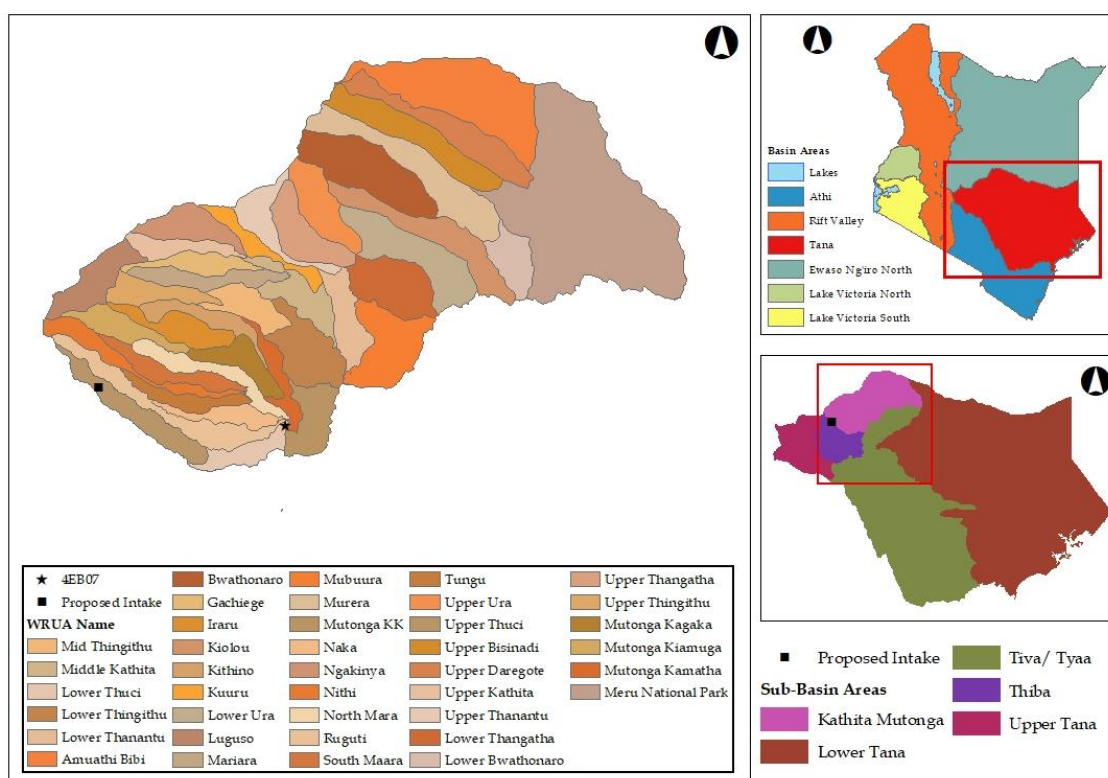 4EB07
Proposed Intake
WRUA Name
Mid Thingithu
Middle Kathita
Lower Thuci
Lower Thingithu
Lower Thanantu
Amuathi Bibi
Bwathonaro
Gachiege
Iraru
Kiolou
Kithino
Kuuru
Lower Ura
Luguso
Mariara
Mubuura
Murera
Mutonga KK
Naka
Ngakinya
Nithi
North Mara
Ruguti
South Maara
Tungu
Upper Ura
Upper Thuci
Upper Bisinadi
Upper Daregote
Upper Kathita
Upper Thanantu
Lower Thangatha
Lower Bwathonaro
Upper Thangatha
Upper Thingithu
Mutonga Kagaka
Mutonga Kiamuga
Mutonga Kamatha
Meru National Park
Basin Areas
Lakes
Athi
Rift Valley
Tana
Ewaso Ng'iro North
Lake Victoria North
Lake Victoria South
Proposed Intake
Sub-Basin Areas
Kathita Mutonga
Lower Tana
Tiva/ Tyaa
Thiba
Upper Tana